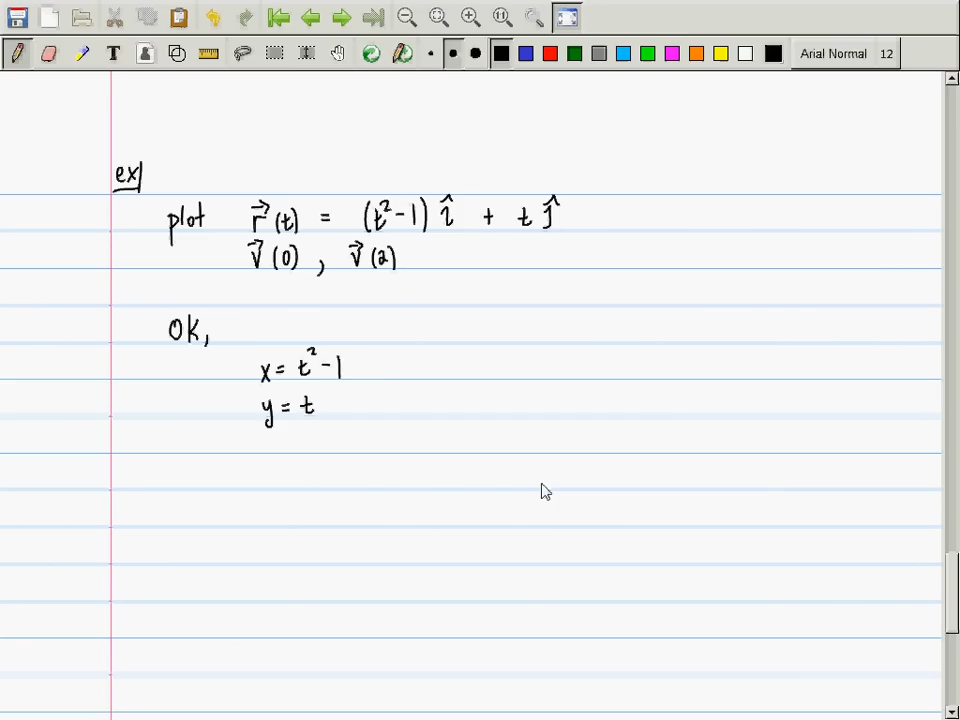 Arial Normal 12
ex
plot r⃗(t) = (t² - 1) î + t ĵ
v⃗(0) , v⃗(2)
OK,
x = t² - 1
y = t